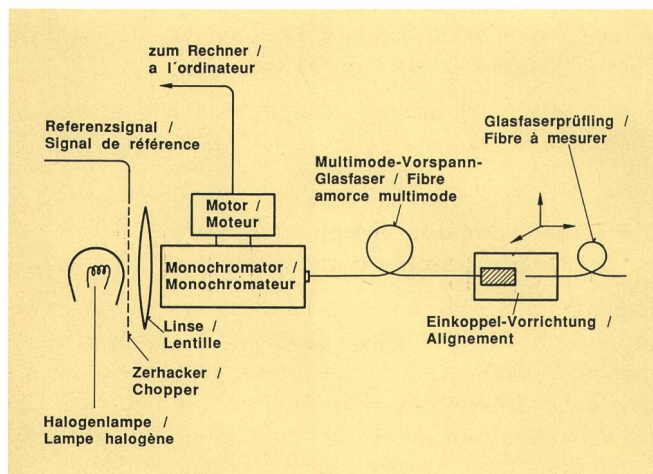 zum Rechner /
a l'ordinateur
Referenzsignal /
Signal de référence
Glasfaserprüfling /
Fibre à mesurer
Multimode-Vorspann-
Glasfaser / Fibre
amorce multimode
Motor /
Moteur
Monochromator /
Monochromateur
Linse /
Lentille
Einkoppel-Vorrichtung /
Alignement
Zerhacker /
Chopper
Halogenlampe /
Lampe halogène